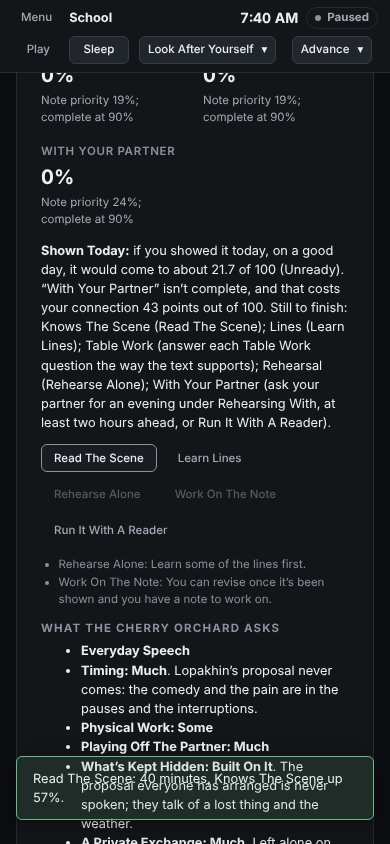 Menu School 7:40 AM Paused
Play Sleep Look After Yourself ▾ Advance ▾
0% 0%
Note priority 19%; Note priority 19%;
complete at 90% complete at 90%
WITH YOUR PARTNER
0%
Note priority 24%;
complete at 90%
Shown Today: if you showed it today, on a good
day, it would come to about 21.7 of 100 (Unready).
“With Your Partner” isn’t complete, and that costs
your connection 43 points out of 100. Still to finish:
Knows The Scene (Read The Scene); Lines (Learn
Lines); Table Work (answer each Table Work
question the way the text supports); Rehearsal
(Rehearse Alone); With Your Partner (ask your
partner for an evening under Rehearsing With, at
least two hours ahead, or Run It With A Reader).
Read The Scene Learn Lines
Rehearse Alone Work On The Note
Run It With A Reader
• Rehearse Alone: Learn some of the lines first.
• Work On The Note: You can revise once it’s been
shown and you have a note to work on.
WHAT THE CHERRY ORCHARD ASKS
• Everyday Speech
• Timing: Much. Lopakhin’s proposal never
comes: the comedy and the pain are in the
pauses and the interruptions.
• Physical Work: Some
• Playing Off The Partner: Much
• What’s Kept Hidden: Built On It. The
proposal everyone has arranged is never
spoken; they talk of a lost thing and the
weather.
• A Private Exchange: Much. Left alone on
Read The Scene: 40 minutes. Knows The Scene up
57%.